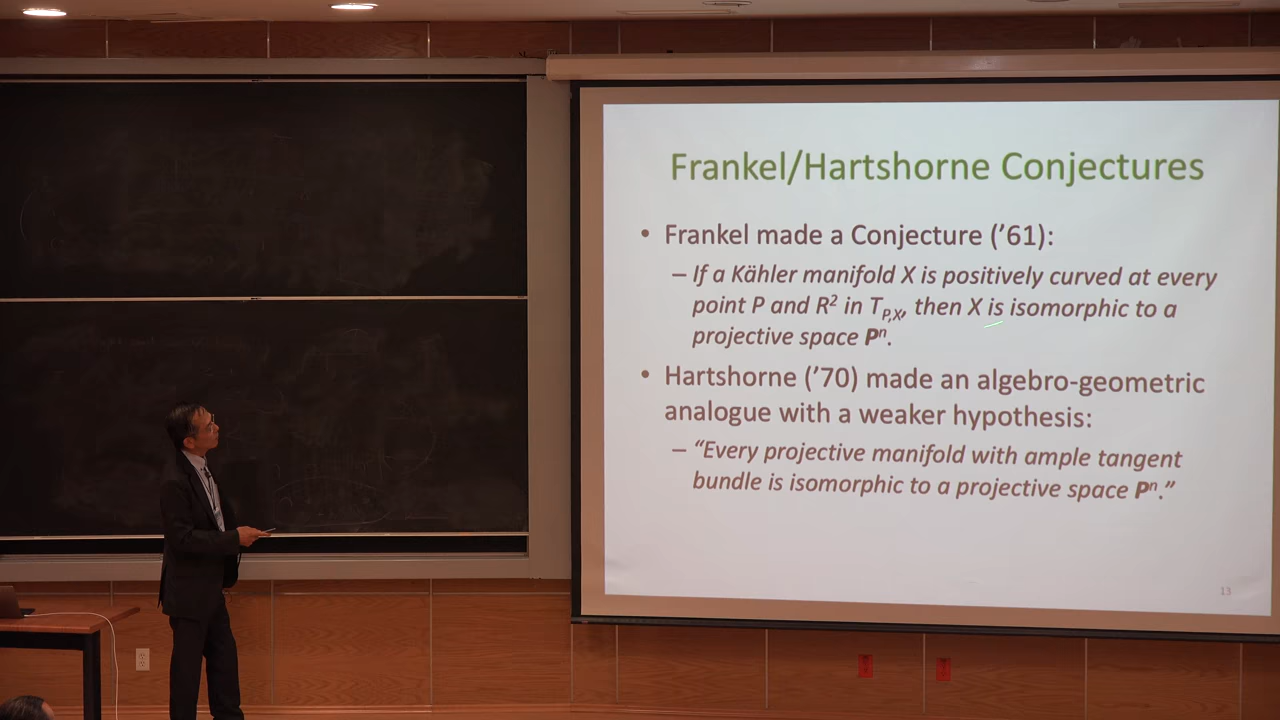 Frankel/Hartshorne Conjectures
• Frankel made a Conjecture (’61):
– If a Kähler manifold X is positively curved at every
point P and R² in T_P,X, then X is isomorphic to a
projective space Pⁿ.
• Hartshorne (’70) made an algebro-geometric
analogue with a weaker hypothesis:
– “Every projective manifold with ample tangent
bundle is isomorphic to a projective space Pⁿ.”
13